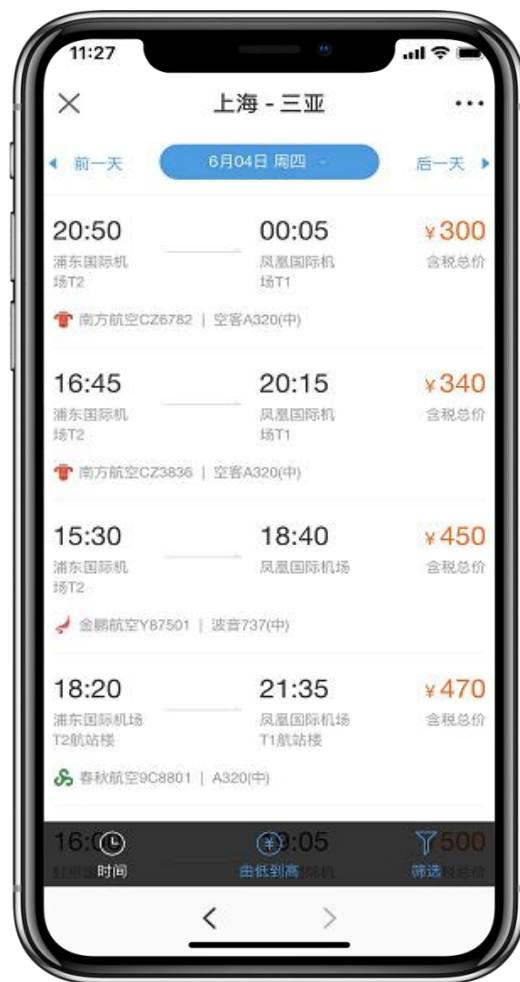 11:27
上海 - 三亚
前一天
6月04日 周四
后一天
20:50 00:05 ¥300
浦东国际机 凤凰国际机 含税总价
场T2 场T1
南方航空CZ6782 | 空客A320(中)
16:45 20:15 ¥340
浦东国际机 凤凰国际机 含税总价
场T2 场T1
南方航空CZ3836 | 空客A320(中)
15:30 18:40 ¥450
浦东国际机 凤凰国际机场 含税总价
场T2
金鹏航空Y87501 | 波音737(中)
18:20 21:35 ¥470
浦东国际机场 凤凰国际机场 含税总价
T2航站楼 T1航站楼
春秋航空9C8801 | A320(中)
¥500
时间 由低到高 筛选